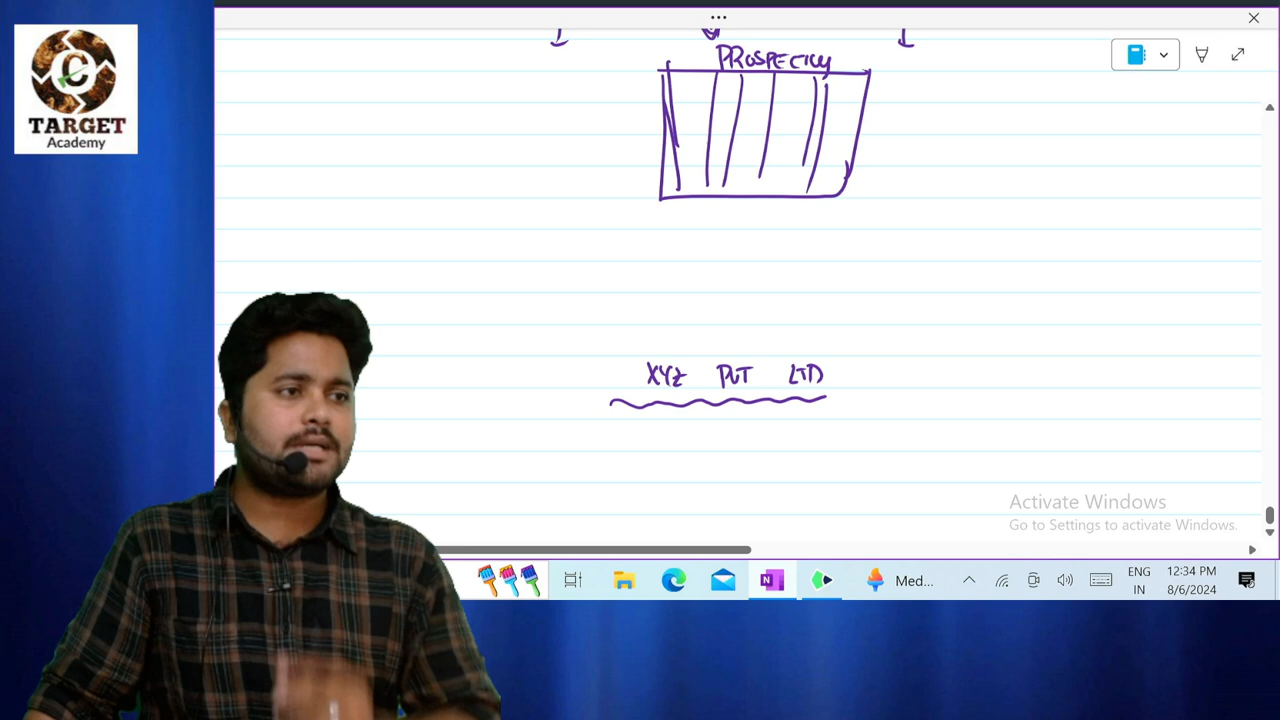 TARGET
Academy
PROSPECTUS
XYZ PVT LTD
Activate Windows
Go to Settings to activate Windows.
Med...
ENG
IN
12:34 PM
8/6/2024